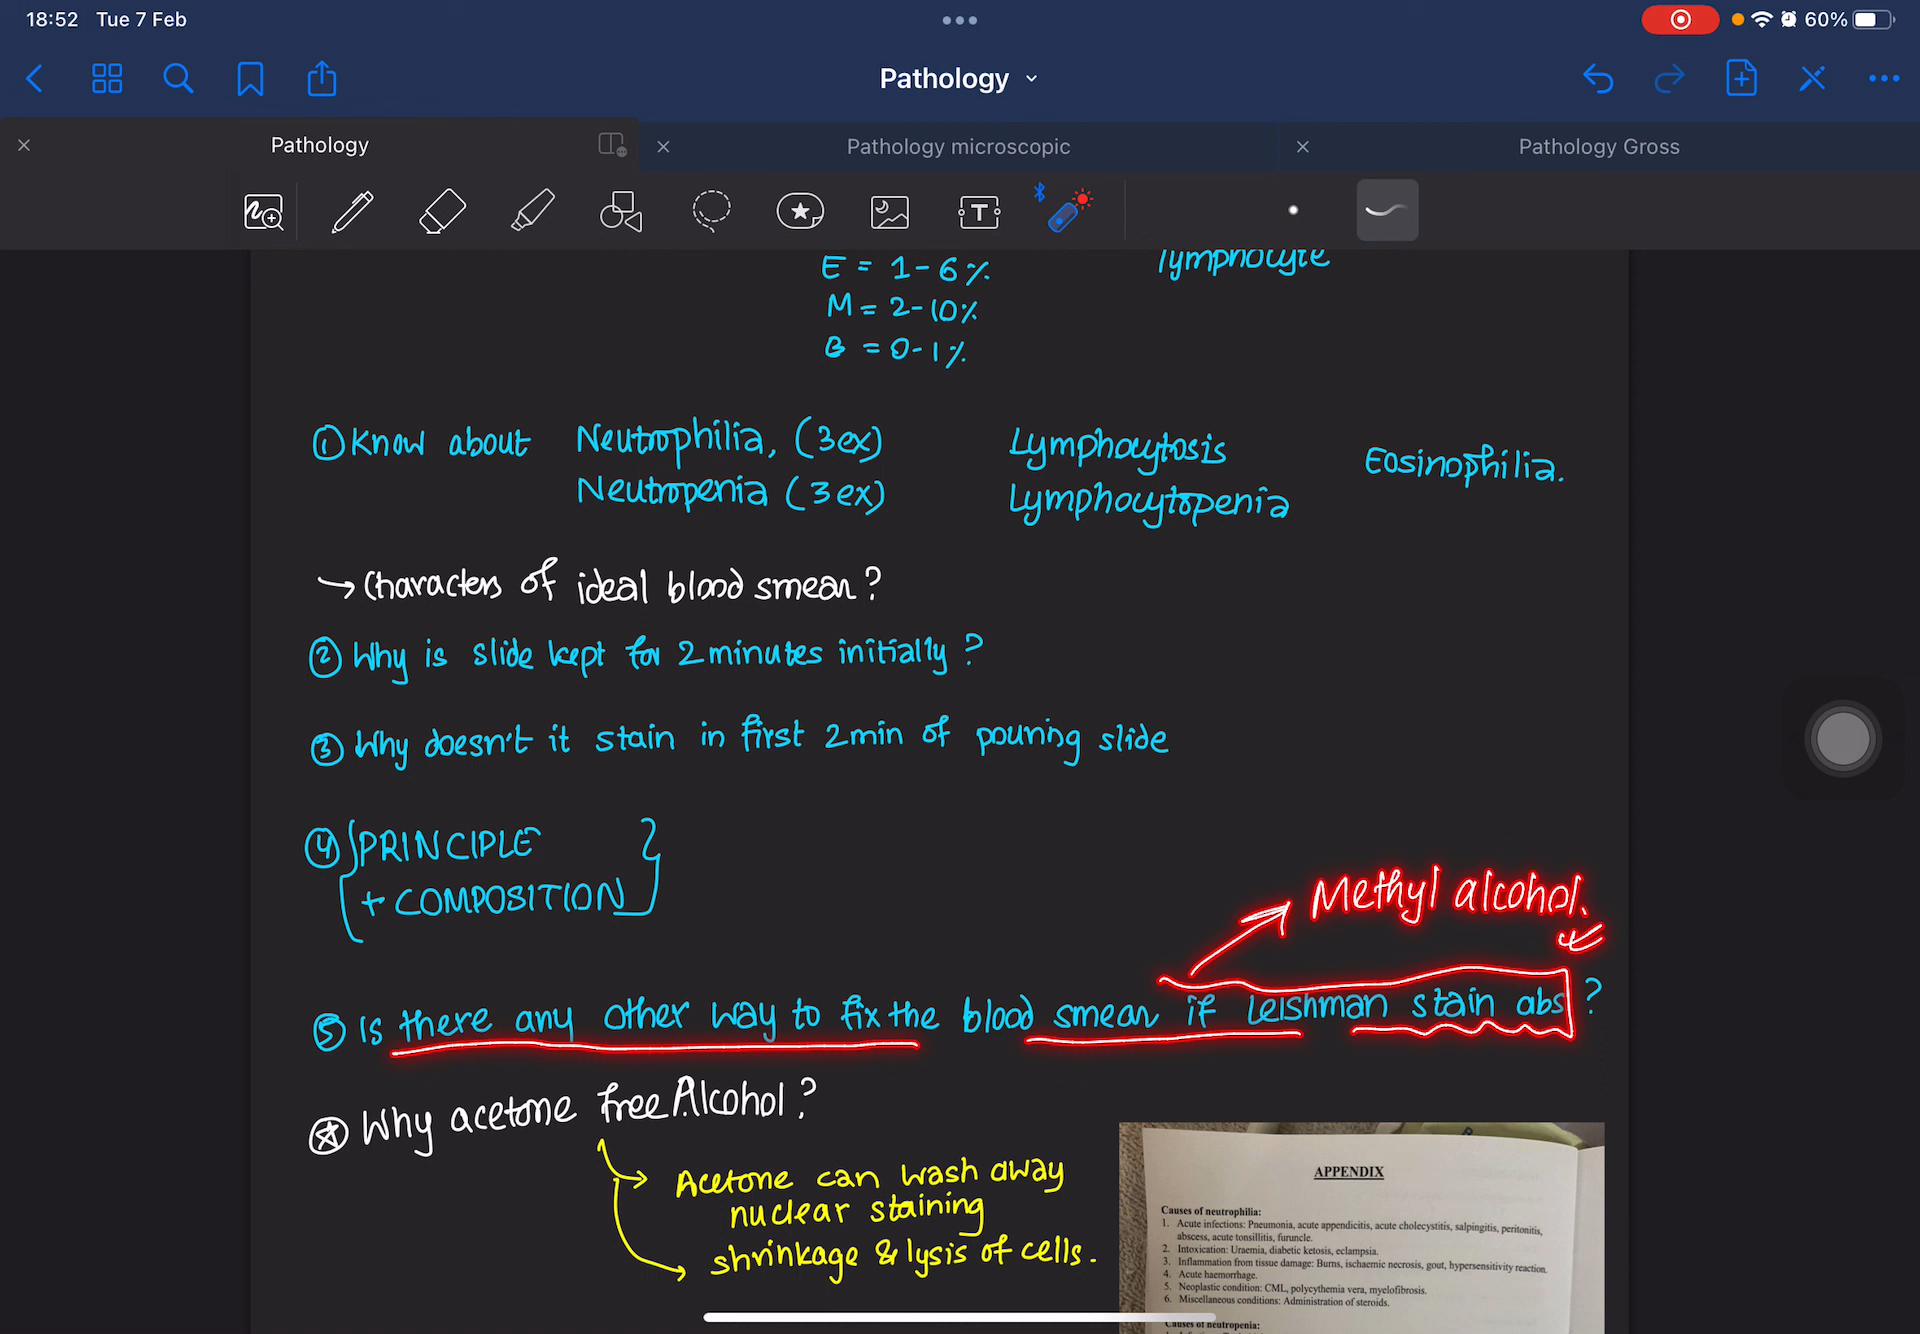 18:52 Tue 7 Feb
60%
Pathology
Pathology
Pathology microscopic
Pathology Gross
E = 1-6%
lymphocyte
M = 2-10%
B = 0-1%
① Know about Neutrophilia, (3ex) Lymphocytosis Eosinophilia.
Neutropenia (3ex) Lymphocytopenia
→ Characters of ideal blood smear?
② Why is slide kept for 2 minutes initially?
③ Why doesn't it stain in first 2 min of pouring slide
④ PRINCIPLE
+ COMPOSITION
Methyl alcohol.
⑤ Is there any other way to fix the blood smear if leishman stain abs?
Why acetone free Alcohol?
Acetone can wash away
nuclear staining
shrinkage & lysis of cells.
APPENDIX
Causes of neutrophilia:
1. Acute infections: Pneumonia, acute appendicitis, acute cholecystitis, salpingitis, peritonitis,
abscess, acute tonsillitis, furuncle.
2. Intoxication: Uraemia, diabetic ketosis, eclampsia.
3. Inflammation from tissue damage: Burns, ischaemic necrosis, gout, hypersensitivity reaction.
4. Acute haemorrhage.
5. Neoplastic condition: CML, polycythemia vera, myelofibrosis.
6. Miscellaneous conditions: Administration of steroids.
Causes of neutropenia: